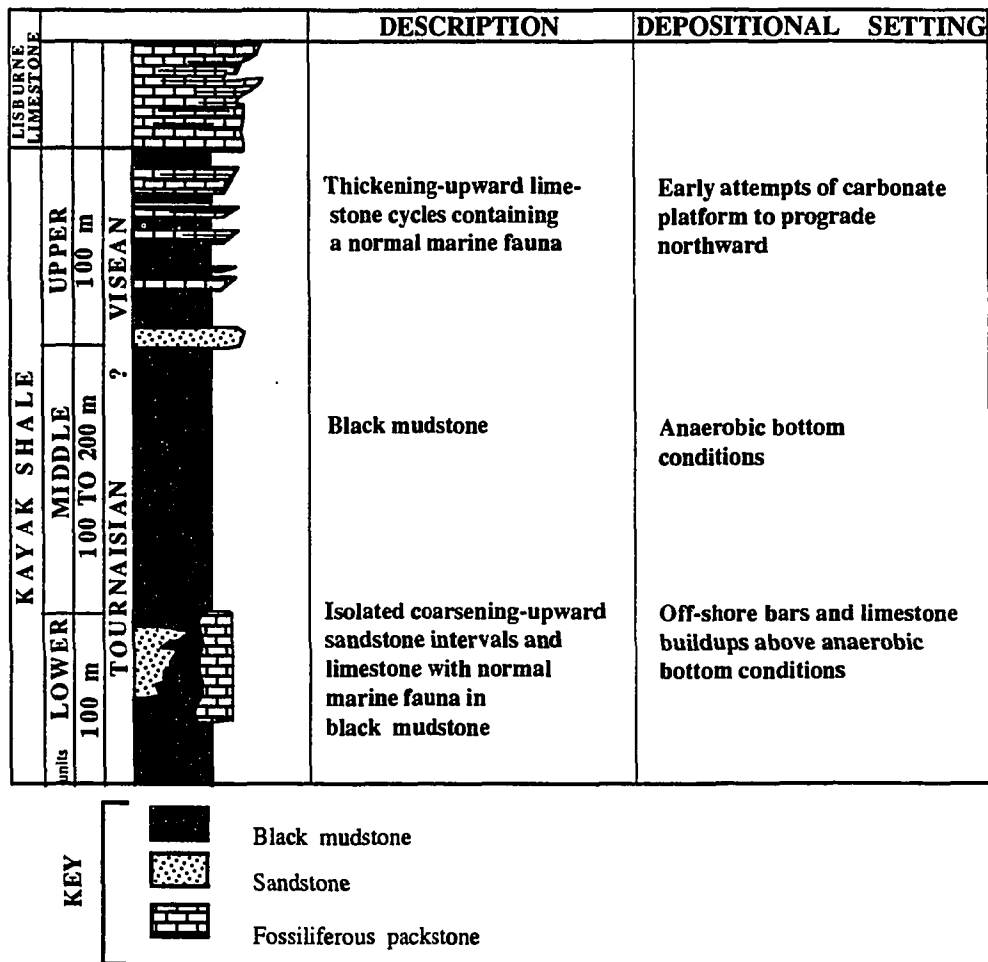 DESCRIPTION
DEPOSITIONAL SETTING
LISBURNE
LIMESTONE
KAYAK SHALE
UPPER
100 m
MIDDLE
100 TO 200 m
LOWER
100 m
units
VISEAN
?
TOURNAISIAN
Thickening-upward lime-
stone cycles containing
a normal marine fauna
Early attempts of carbonate
platform to prograde
northward
Black mudstone
Anaerobic bottom
conditions
Isolated coarsening-upward
sandstone intervals and
limestone with normal
marine fauna in
black mudstone
Off-shore bars and limestone
buildups above anaerobic
bottom conditions
KEY
Black mudstone
Sandstone
Fossiliferous packstone